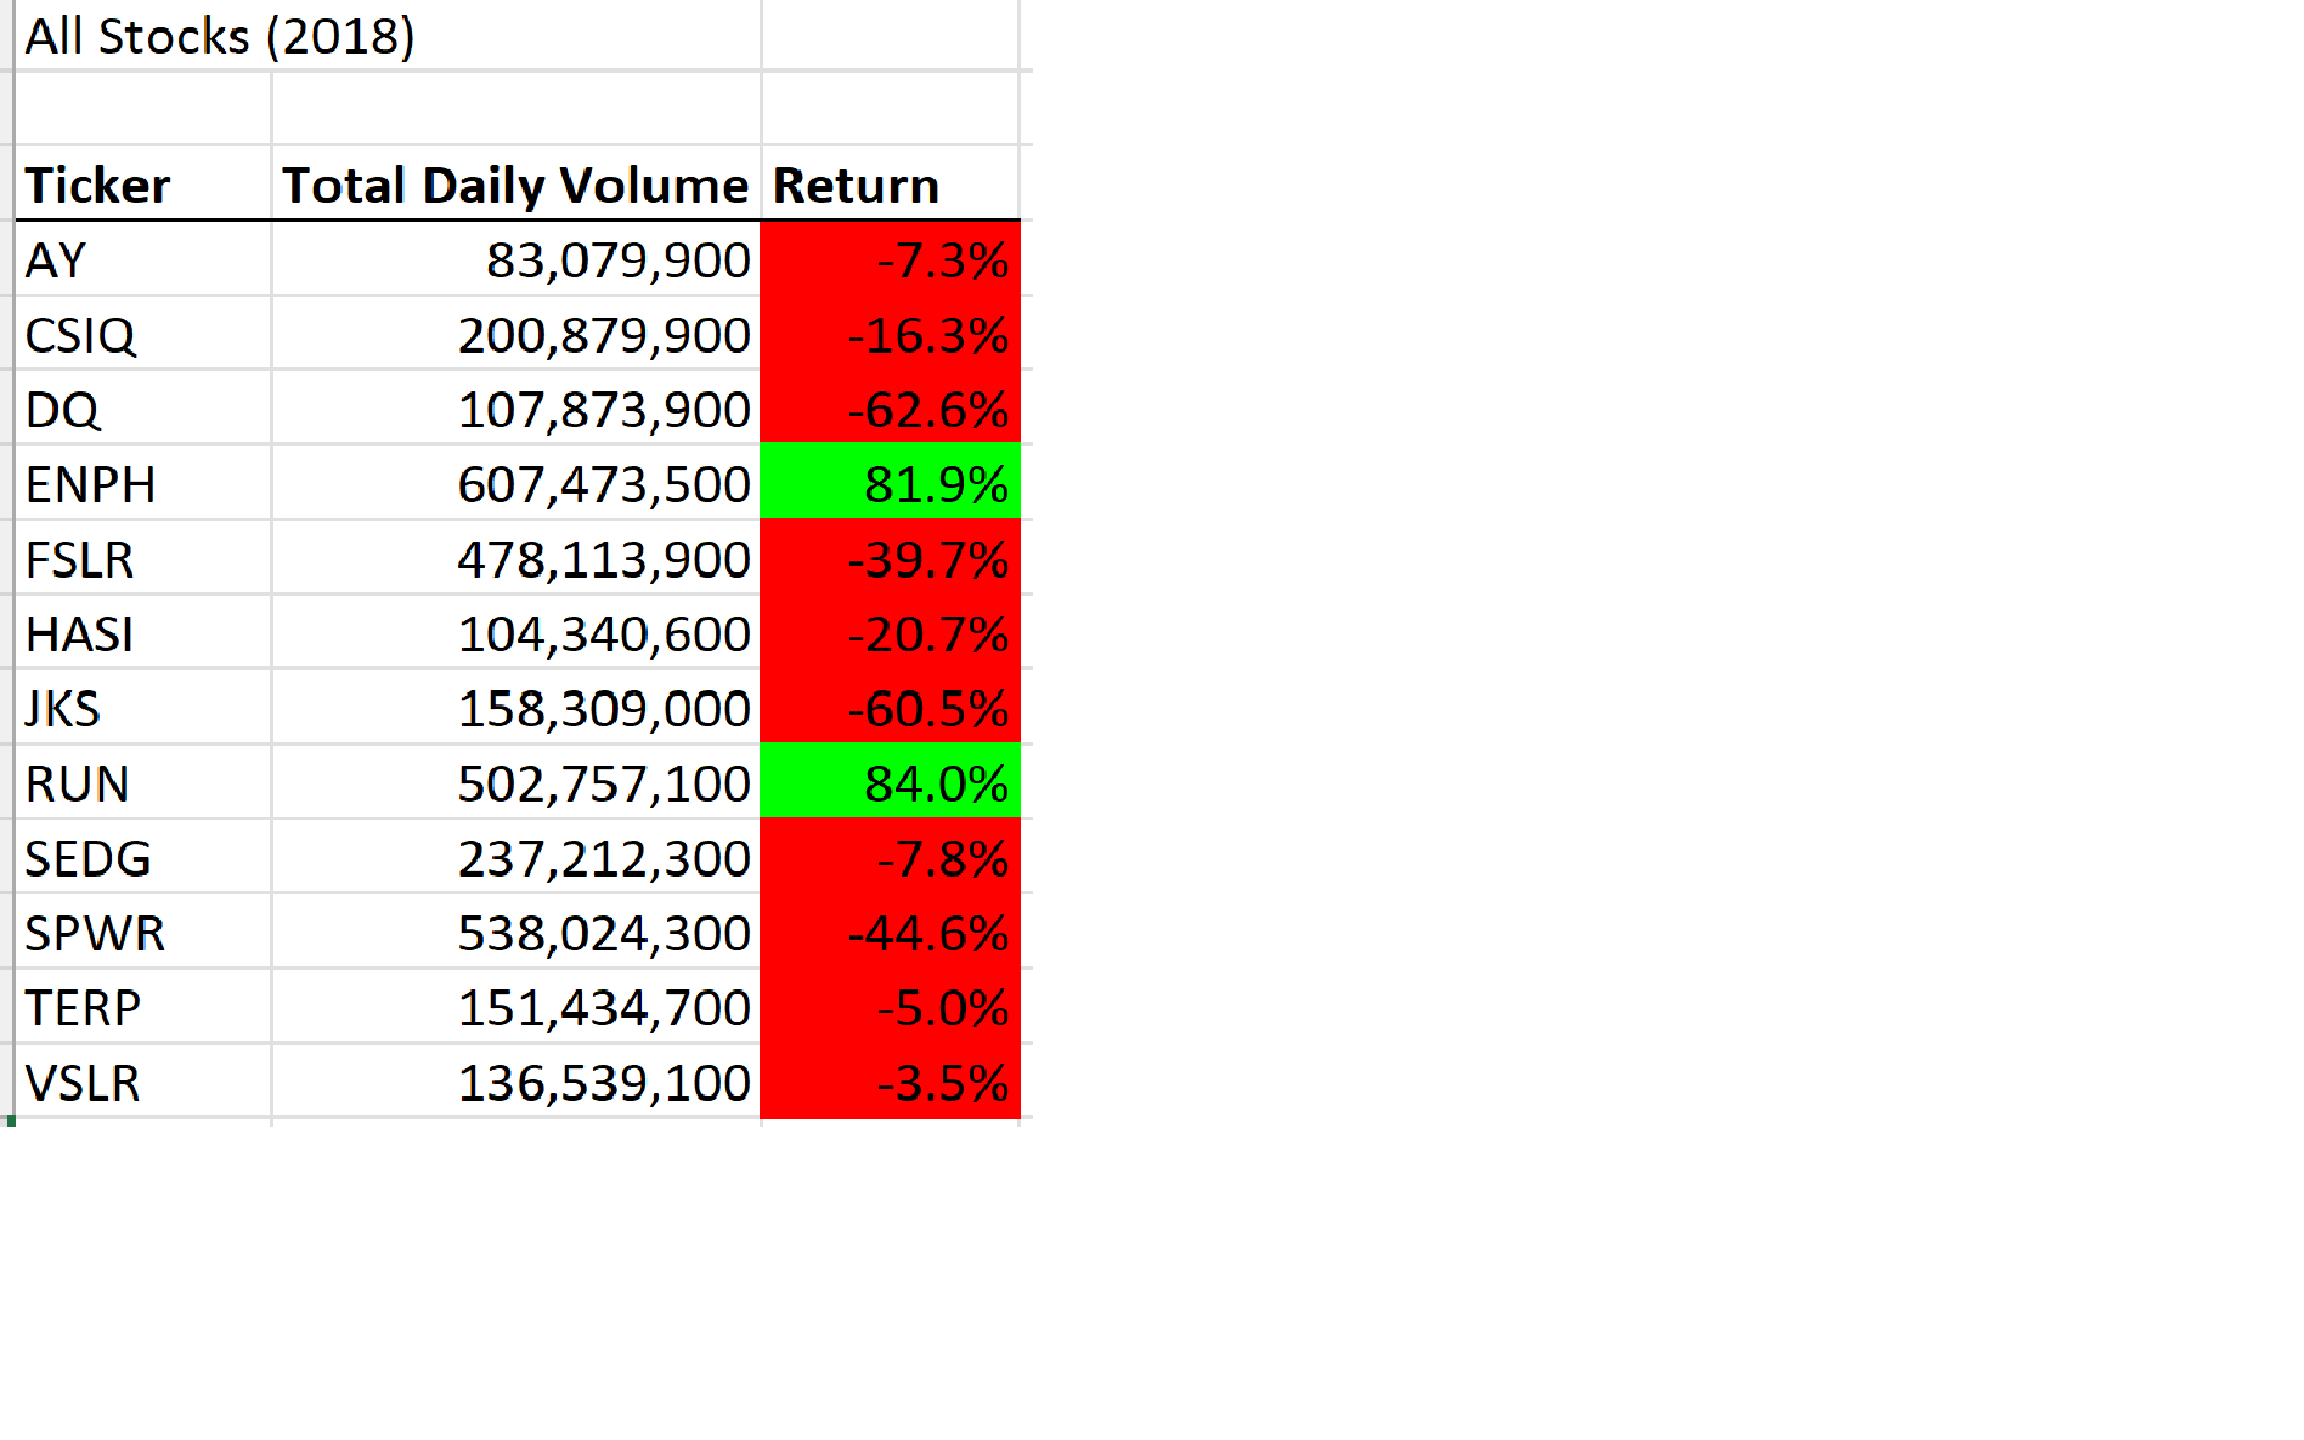 All Stocks (2018)
Ticker Total Daily Volume Return
AY 83,079,900 -7.3%
CSIQ 200,879,900 -16.3%
DQ 107,873,900 -62.6%
ENPH 607,473,500 81.9%
FSLR 478,113,900 -39.7%
HASI 104,340,600 -20.7%
JKS 158,309,000 -60.5%
RUN 502,757,100 84.0%
SEDG 237,212,300 -7.8%
SPWR 538,024,300 -44.6%
TERP 151,434,700 -5.0%
VSLR 136,539,100 -3.5%